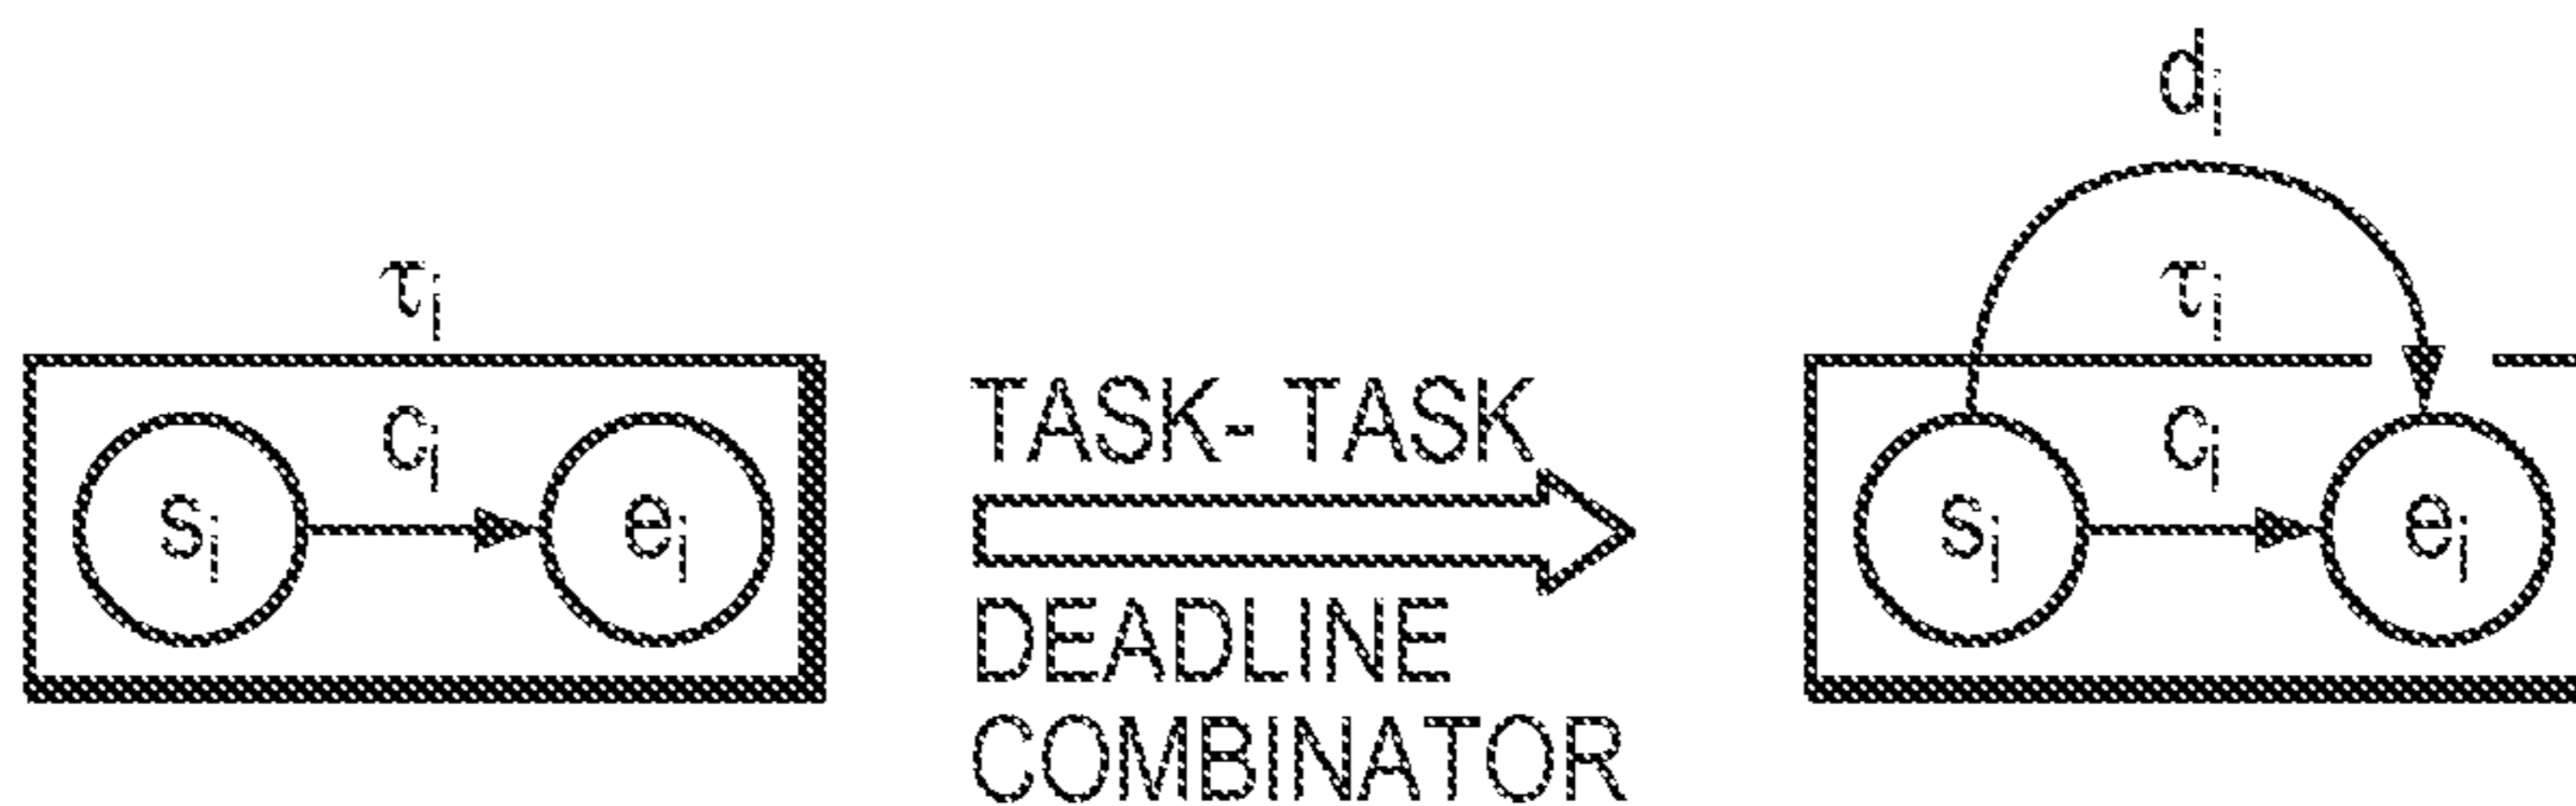 τi
ci
si
ei
TASK- TASK
DEADLINE
COMBINATOR
di
τi
ci
si
ei